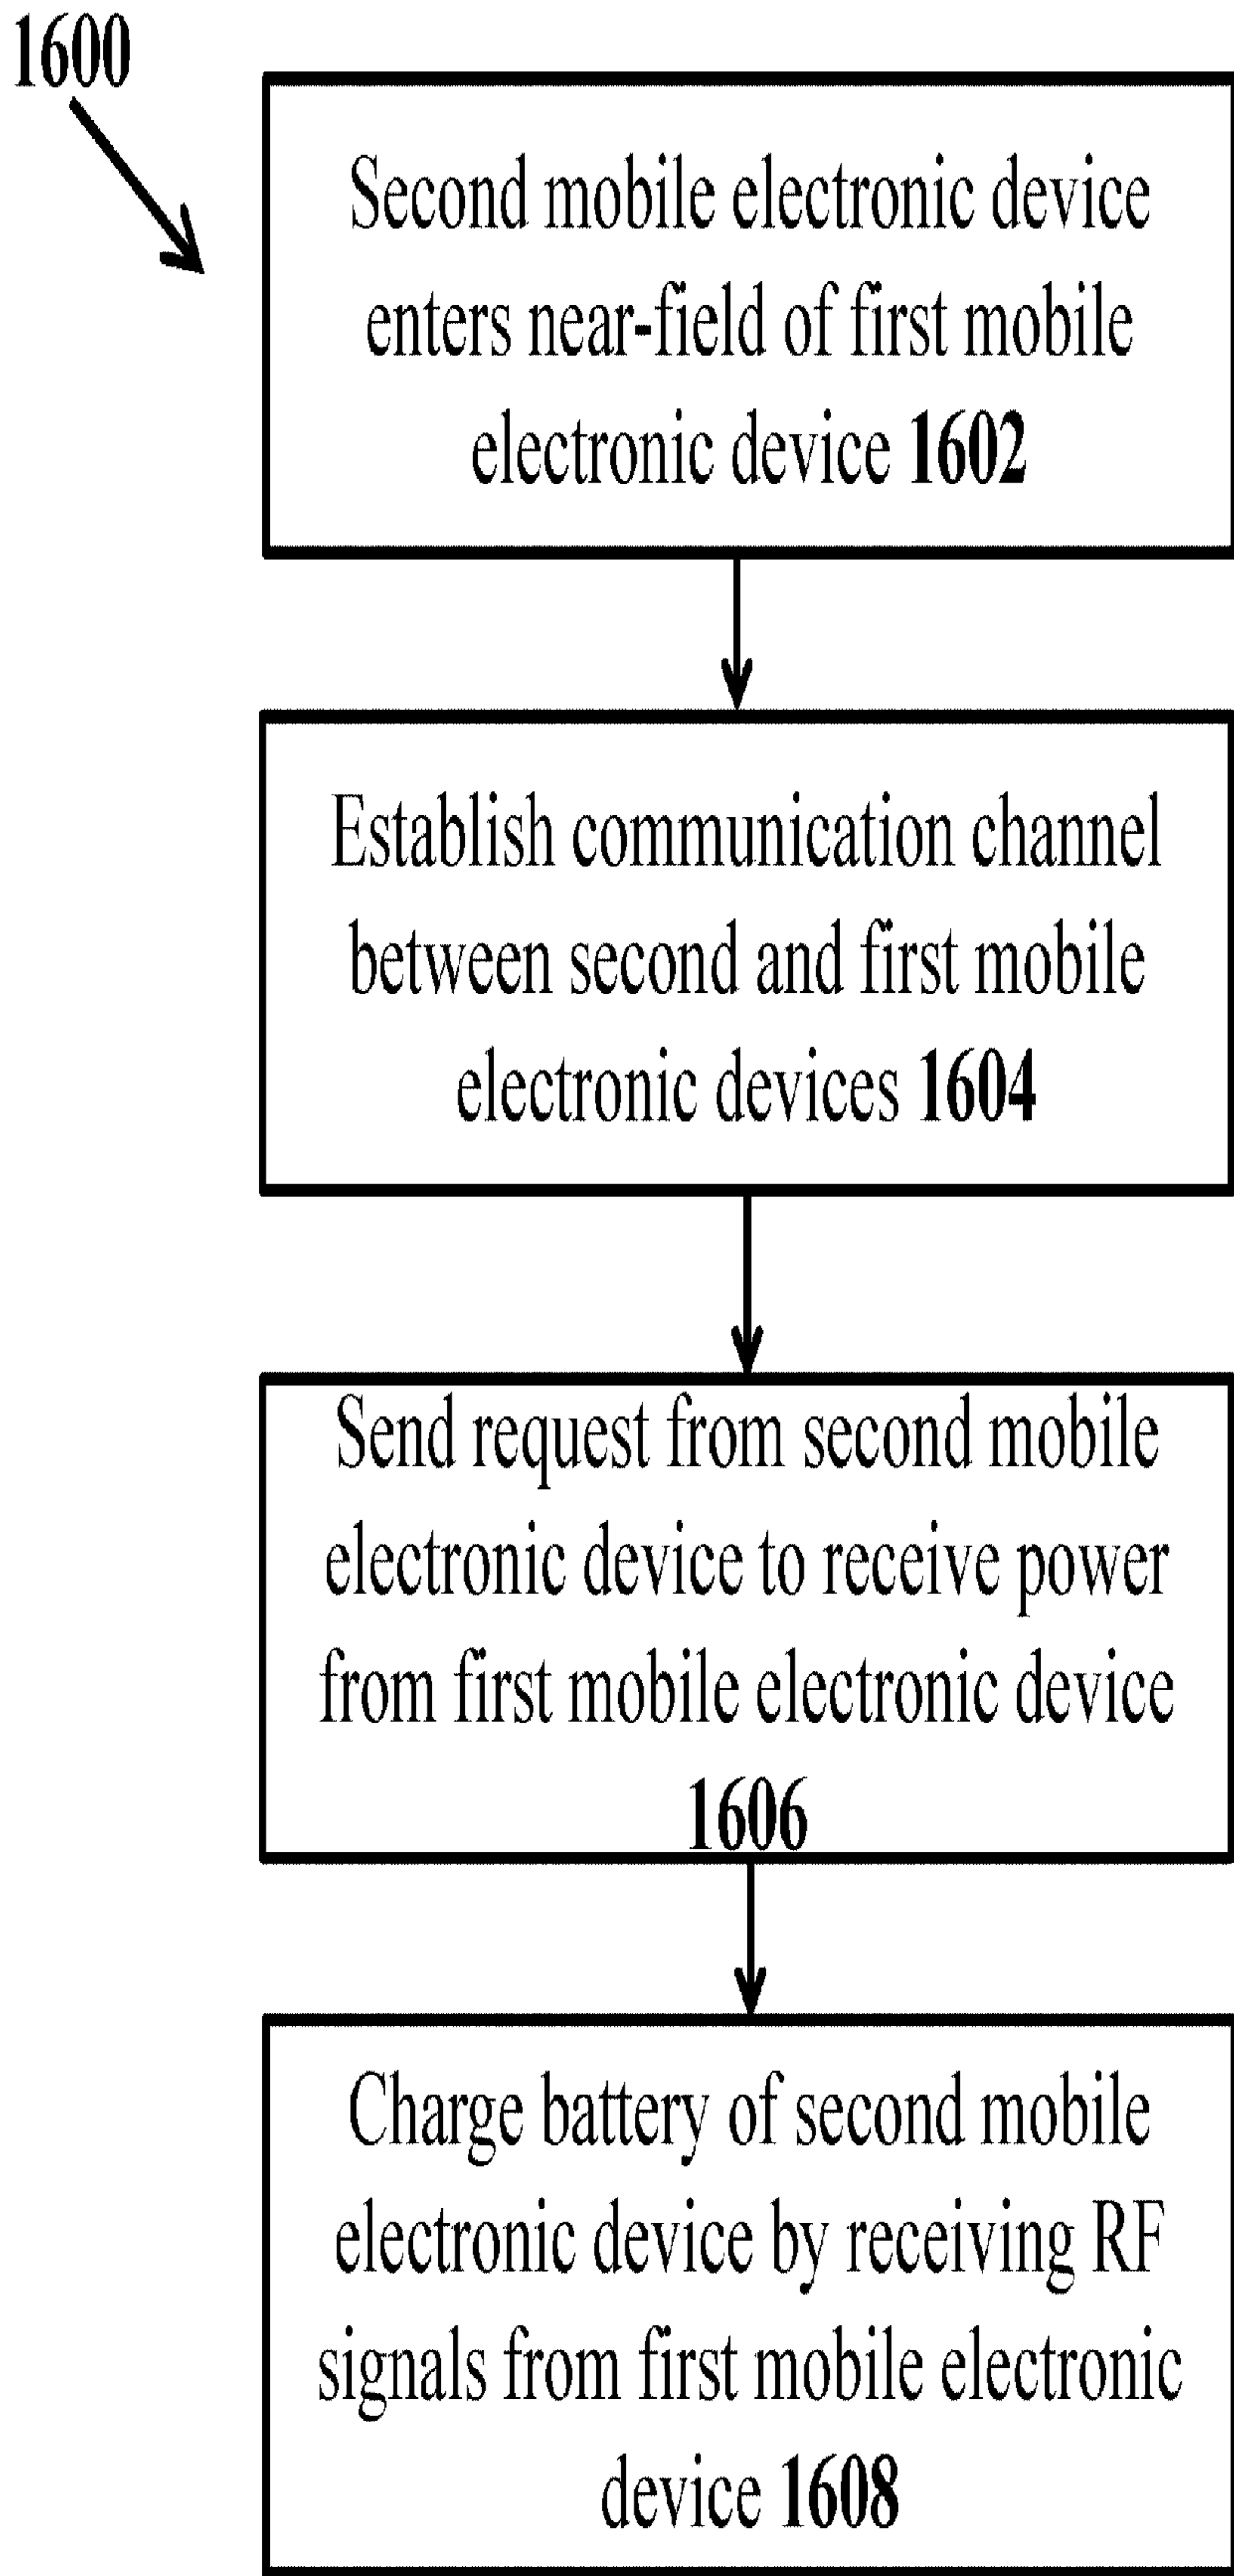 1600
Second mobile electronic device
enters near-field of first mobile
electronic device 1602
Establish communication channel
between second and first mobile
electronic devices 1604
Send request from second mobile
electronic device to receive power
from first mobile electronic device
1606
Charge battery of second mobile
electronic device by receiving RF
signals from first mobile electronic
device 1608